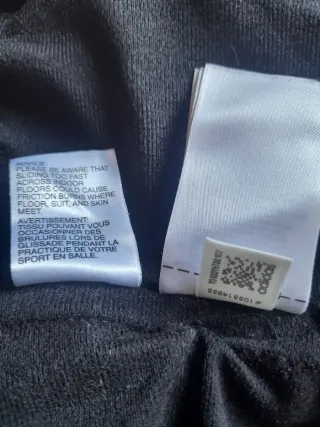 ADVICE:
PLEASE BE AWARE THAT
SLIDING TOO FAST
ACROSS INDOOR
FLOORS COULD CAUSE
FRICTION BURNS WHERE
FLOOR, SUIT, AND SKIN
MEET.
AVERTISSEMENT:
TISSU POUVANT VOUS
OCCASIONNER DES
BRULURES LORS DE
GLISSADE PENDANT LA
PRACTIQUE DE VOTRE
SPORT EN SALLE.